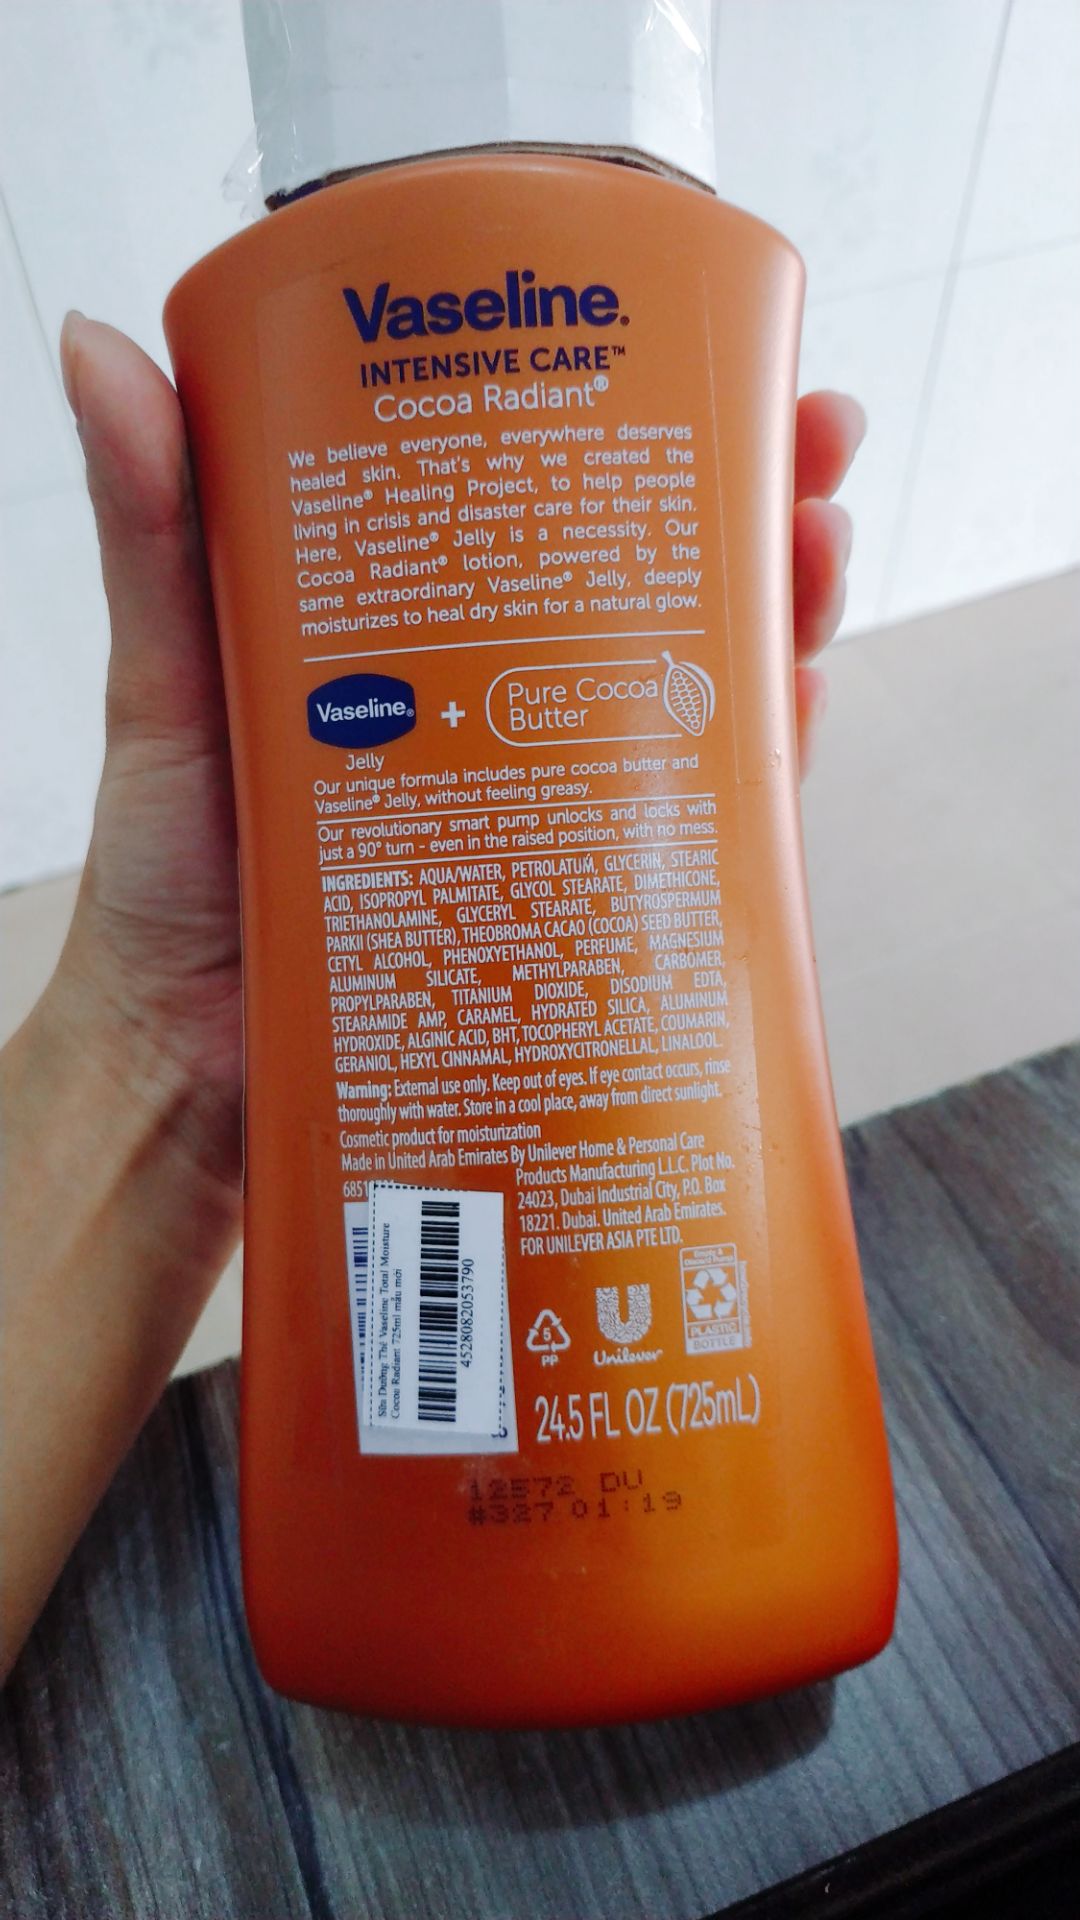 Vaseline.
INTENSIVE CARE™
Cocoa Radiant®
We believe everyone, everywhere deserves
healed skin. That's why we created the
Vaseline® Healing Project, to help people
living in crisis and disaster care for their skin.
Here, Vaseline® Jelly is a necessity. Our
Cocoa Radiant® lotion, powered by the
same extraordinary Vaseline® Jelly, deeply
moisturizes to heal dry skin for a natural glow.
Vaseline® + Pure Cocoa
Butter
Jelly
Our unique formula includes pure cocoa butter and
Vaseline® Jelly, without feeling greasy.
Our revolutionary smart pump unlocks and locks with
just a 90° turn - even in the raised position, with no mess.
INGREDIENTS: AQUA/WATER, PETROLATUM, GLYCERIN, STEARIC
ACID, ISOPROPYL PALMITATE, GLYCOL STEARATE, DIMETHICONE,
TRIETHANOLAMINE, GLYCERYL STEARATE, BUTYROSPERMUM
PARKII (SHEA BUTTER), THEOBROMA CACAO (COCOA) SEED BUTTER,
CETYL ALCOHOL, PHENOXYETHANOL, PERFUME, MAGNESIUM
ALUMINUM SILICATE, METHYLPARABEN, CARBOMER,
PROPYLPARABEN, TITANIUM DIOXIDE, DISODIUM EDTA,
STEARAMIDE AMP, CARAMEL, HYDRATED SILICA, ALUMINUM
HYDROXIDE, ALGINIC ACID, BHT, TOCOPHERYL ACETATE, COUMARIN,
GERANIOL, HEXYL CINNAMAL, HYDROXYCITRONELLAL, LINALOOL.
Warning: External use only. Keep out of eyes. If eye contact occurs, rinse
thoroughly with water. Store in a cool place, away from direct sunlight.
Cosmetic product for moisturization
Made in United Arab Emirates By Unilever Home & Personal Care
Products Manufacturing L.L.C. Plot No.
24023, Dubai Industrial City, P.O. Box
18221. Dubai. United Arab Emirates.
FOR UNILEVER ASIA PTE LTD.
Sữa Dưỡng Thể Vaseline Total Moisture
Cocoa Radiant 725ml mẫu mới
4528082053790
5
PP
Unilever
Empty &
PLASTIC
BOTTLE
24.5 FL OZ (725mL)
12572 DU
#327 01:19